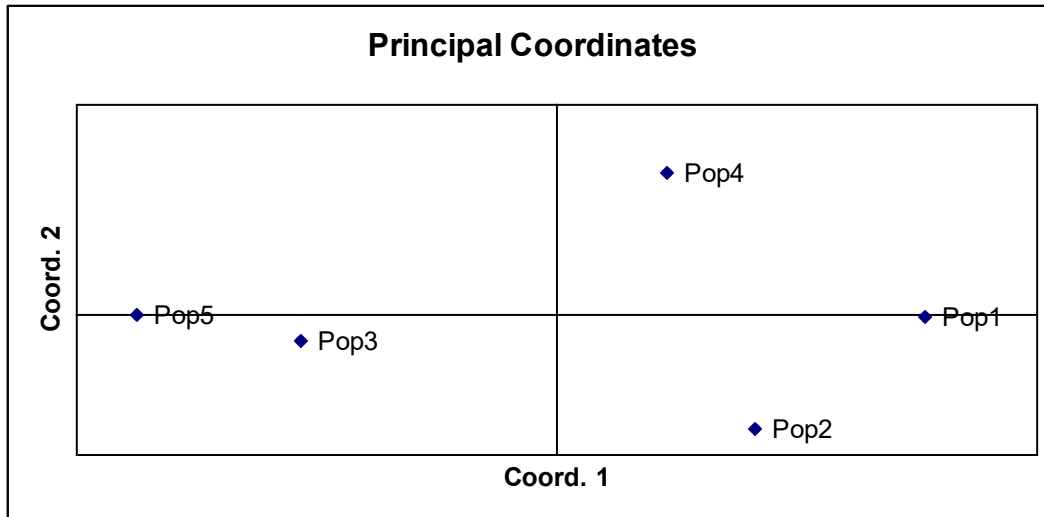 Principal Coordinates
Pop4
Coord. 2
Pop5
Pop1
Pop3
Pop2
Coord. 1